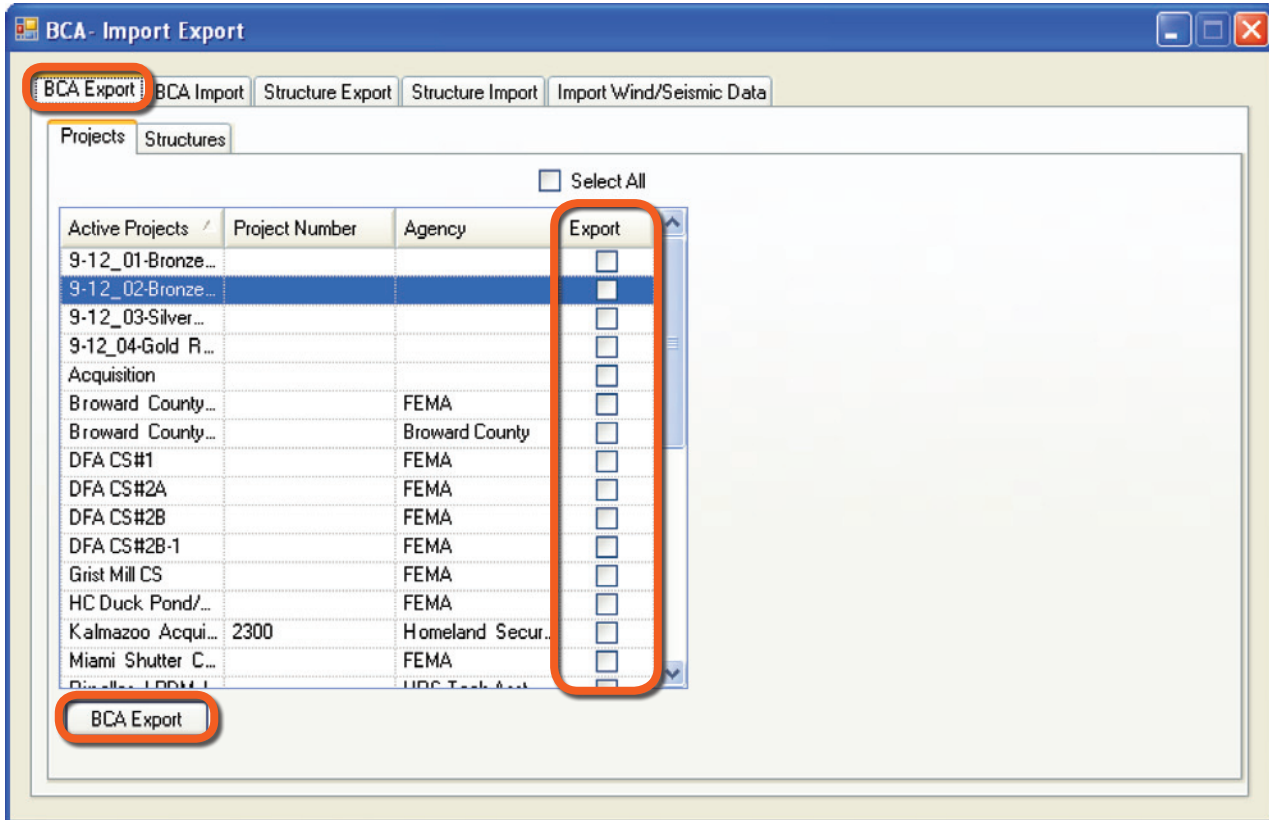 BCA- Import Export
BCA Export BCA Import Structure Export Structure Import Import Wind/Seismic Data
Projects Structures
Select All
Active Projects Project Number Agency Export
9-12_01-Bronze...
9-12_02-Bronze...
9-12_03-Silver...
9-12_04-Gold R...
Acquisition
Broward County... FEMA
Broward County... Broward County
DFA CS#1 FEMA
DFA CS#2A FEMA
DFA CS#2B FEMA
DFA CS#2B-1 FEMA
Grist Mill CS FEMA
HC Duck Pond/... FEMA
Kalmazoo Acqui... 2300 Homeland Secur...
Miami Shutter C... FEMA
BCA Export